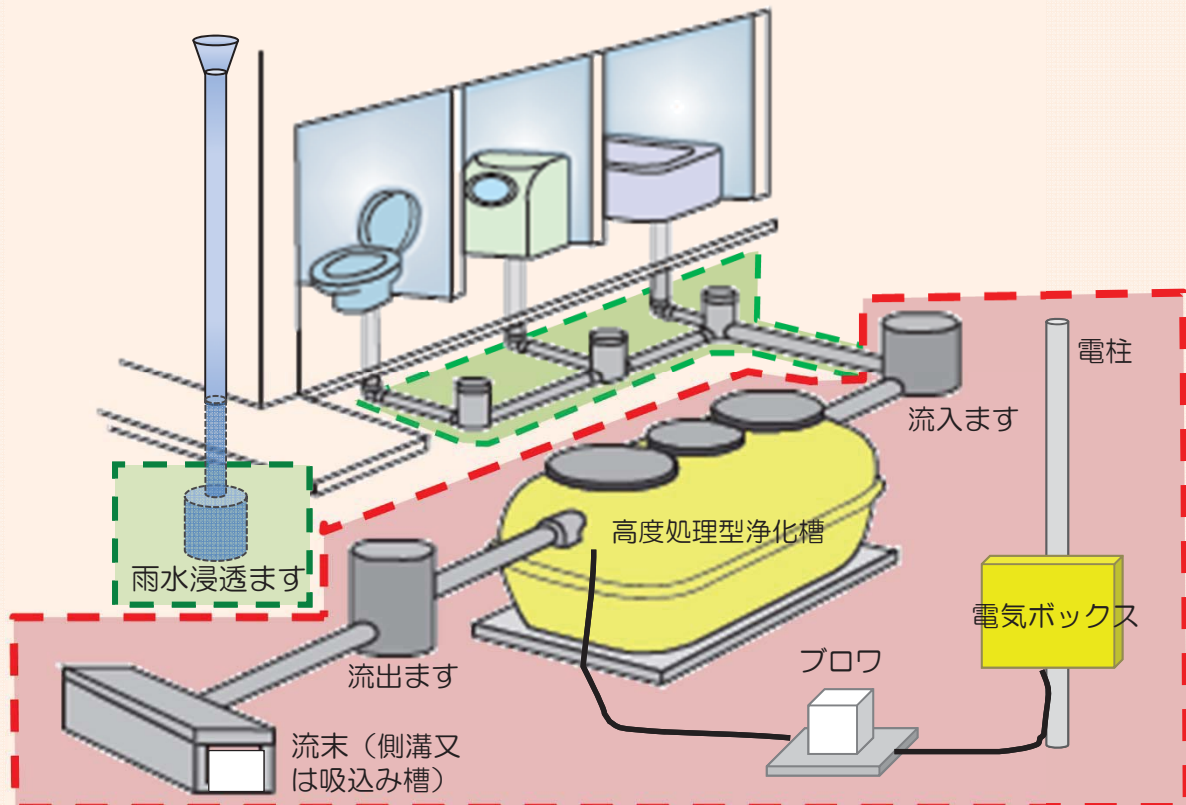 電柱
流入ます
高度処理型浄化槽
雨水浸透ます
電気ボックス
ブロワ
流出ます
流末（側溝又
は吸込み槽）